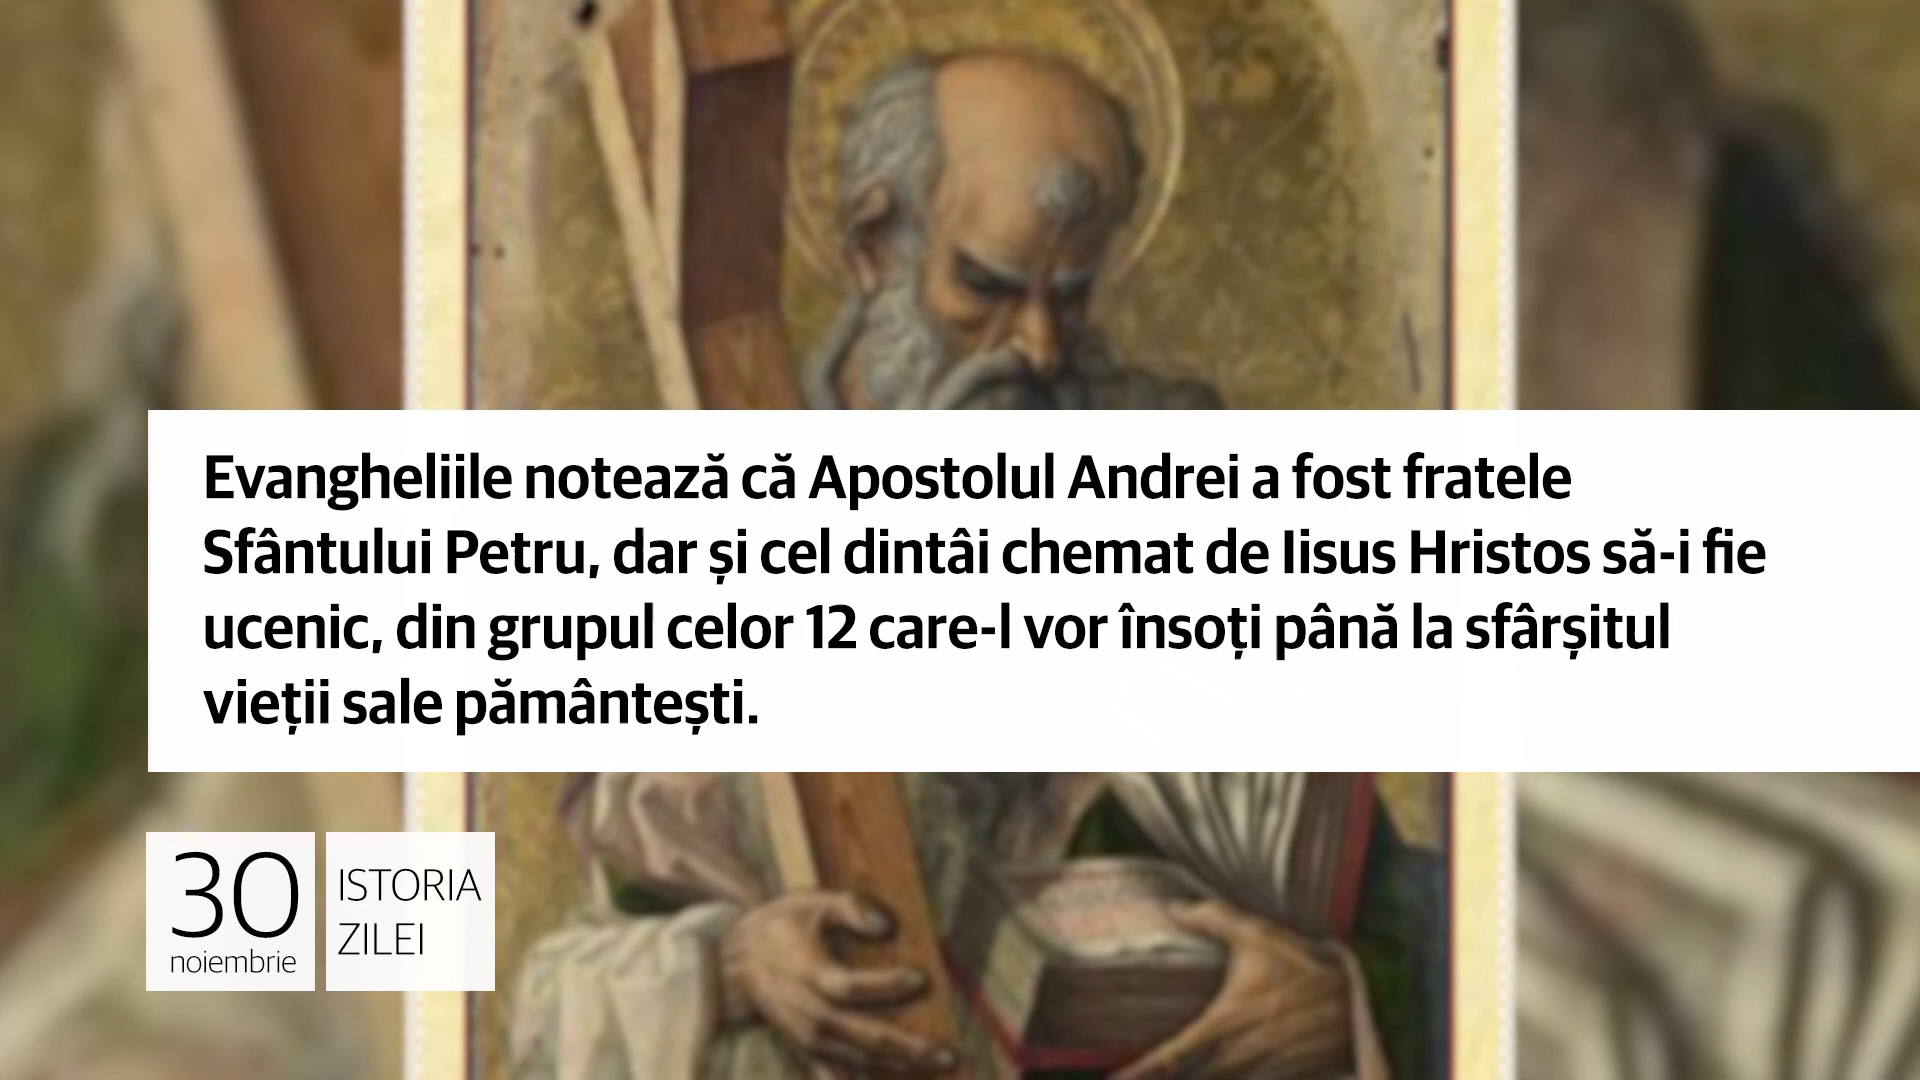 Evangheliile notează că Apostolul Andrei a fost fratele
Sfântului Petru, dar și cel dintâi chemat de Iisus Hristos să-i fie
ucenic, din grupul celor 12 care-l vor însoți până la sfârșitul
vieții sale pământești.
30
noiembrie
ISTORIA
ZILEI